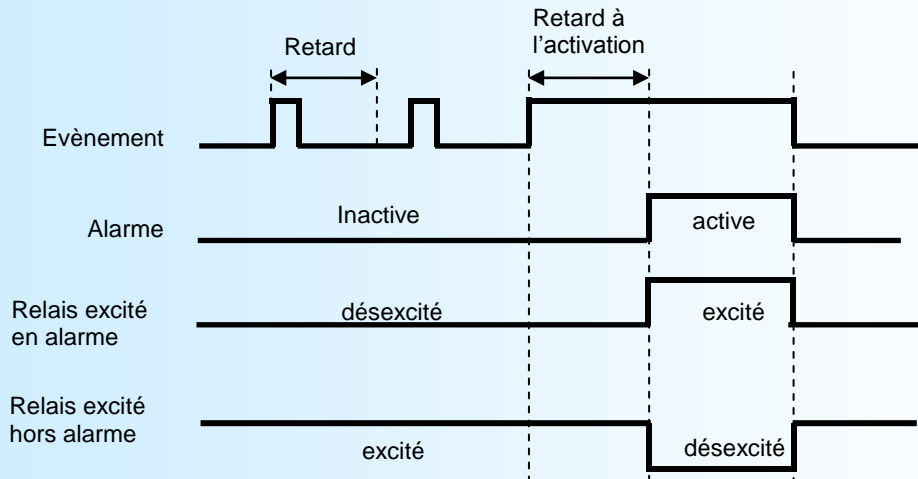 Retard
Retard à
l'activation
Evènement
Inactive
Alarme
active
Relais excité
en alarme
désexcité
excité
Relais excité
hors alarme
excité
désexcité